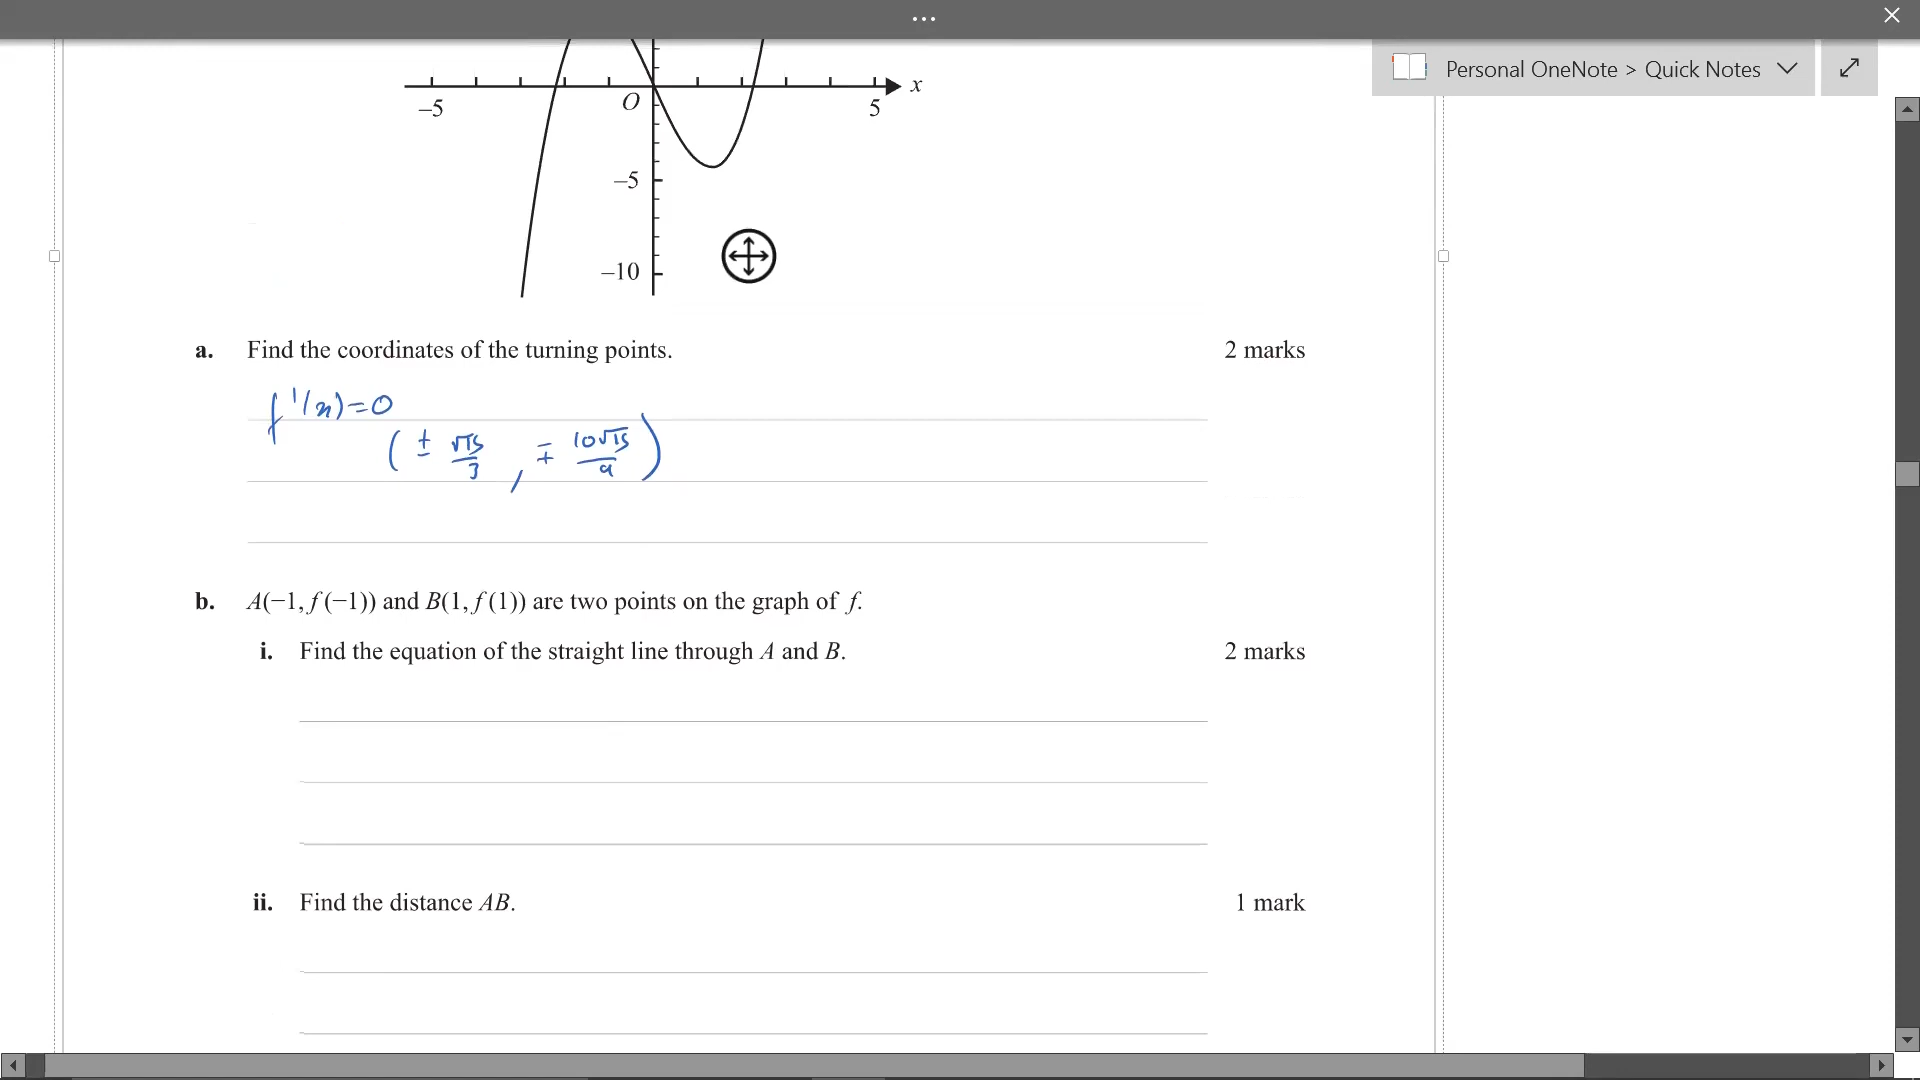 ...
Personal OneNote > Quick Notes
x
–5
O
5
–5
–10
a. Find the coordinates of the turning points. 2 marks
f'(x)=0
(± √15/3, ∓ 10√15/9)
b. A(−1, f(−1)) and B(1, f(1)) are two points on the graph of f.
i. Find the equation of the straight line through A and B. 2 marks
ii. Find the distance AB. 1 mark